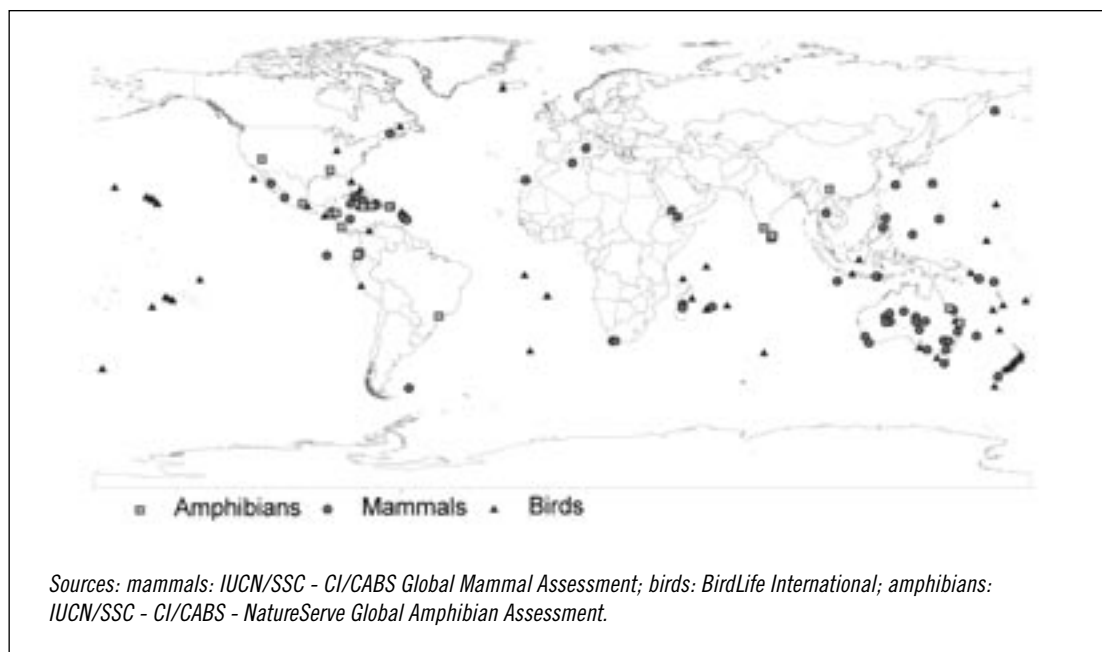 Amphibians Mammals Birds
Sources: mammals: IUCN/SSC - CI/CABS Global Mammal Assessment; birds: BirdLife International; amphibians:
IUCN/SSC - CI/CABS - NatureServe Global Amphibian Assessment.